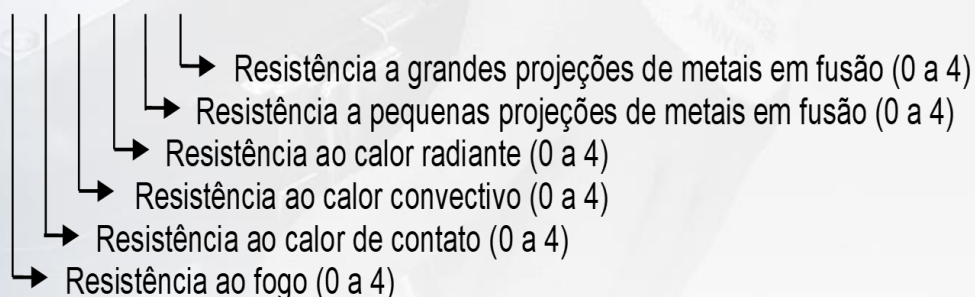 Resistência a grandes projeções de metais em fusão (0 a 4)
Resistência a pequenas projeções de metais em fusão (0 a 4)
Resistência ao calor radiante (0 a 4)
Resistência ao calor convectivo (0 a 4)
Resistência ao calor de contato (0 a 4)
Resistência ao fogo (0 a 4)